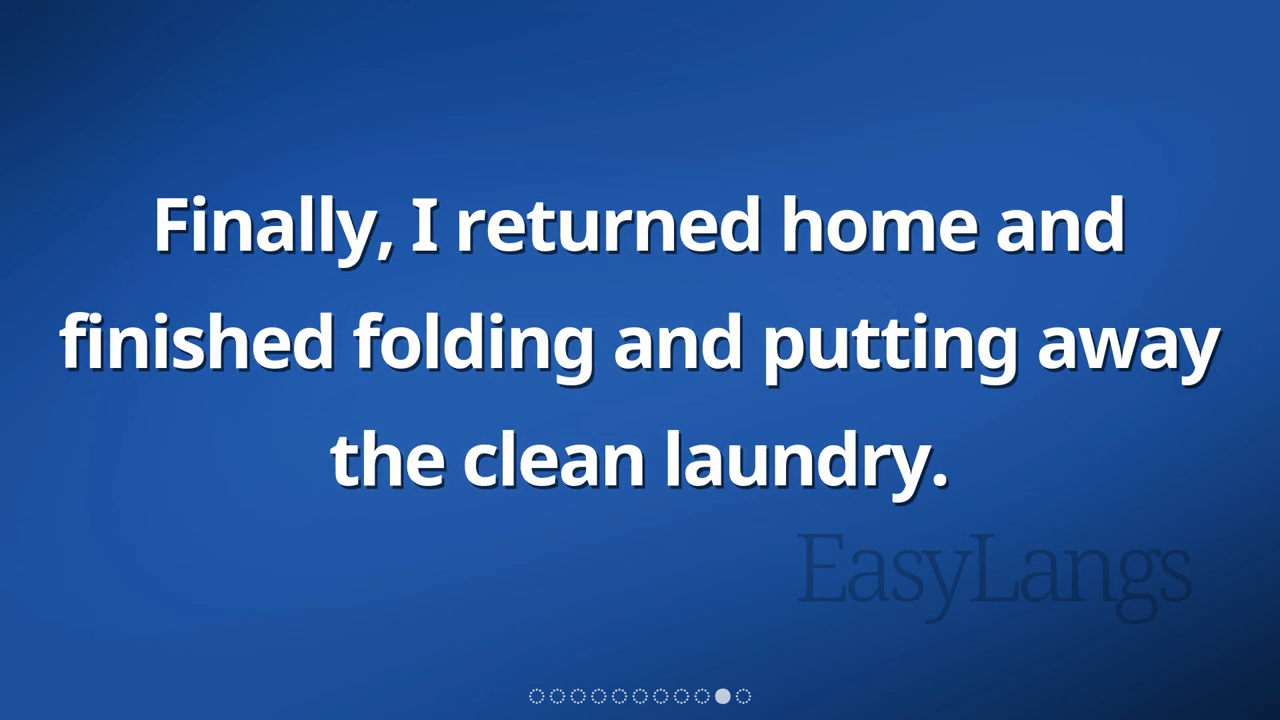 Finally, I returned home and
finished folding and putting away
the clean laundry.
EasyLangs